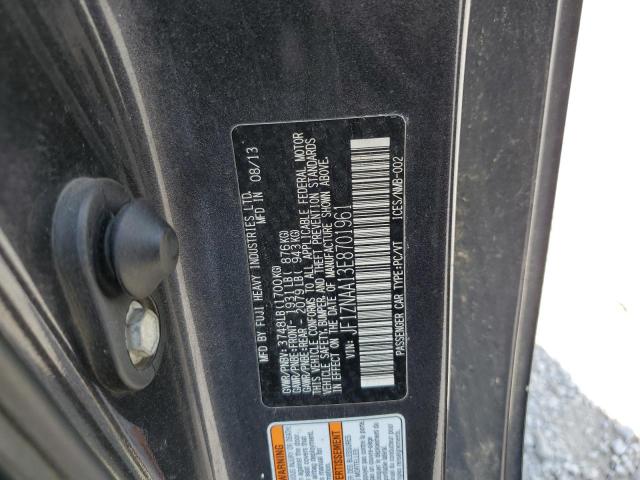 MFD BY FUJI HEAVY INDUSTRIES LTD.
MFD IN 08/13
GVWR/PNBV: 3748LB(1700KG)
GAWR/PNBE:FRONT- 1931LB( 876KG)
GAWR/PNBE:REAR - 2079LB( 943KG)
THIS VEHICLE CONFORMS TO ALL APPLICABLE FEDERAL MOTOR
VEHICLE SAFETY, BUMPER, AND THEFT PREVENTION STANDARDS
IN EFFECT ON THE DATE OF MANUFACTURE SHOWN ABOVE.
VIN: JF1ZNAA13E8701961
PASSENGER CAR TYPE:PC/VT ICES/NMB-002
WARNING
AVERTISSEMENT